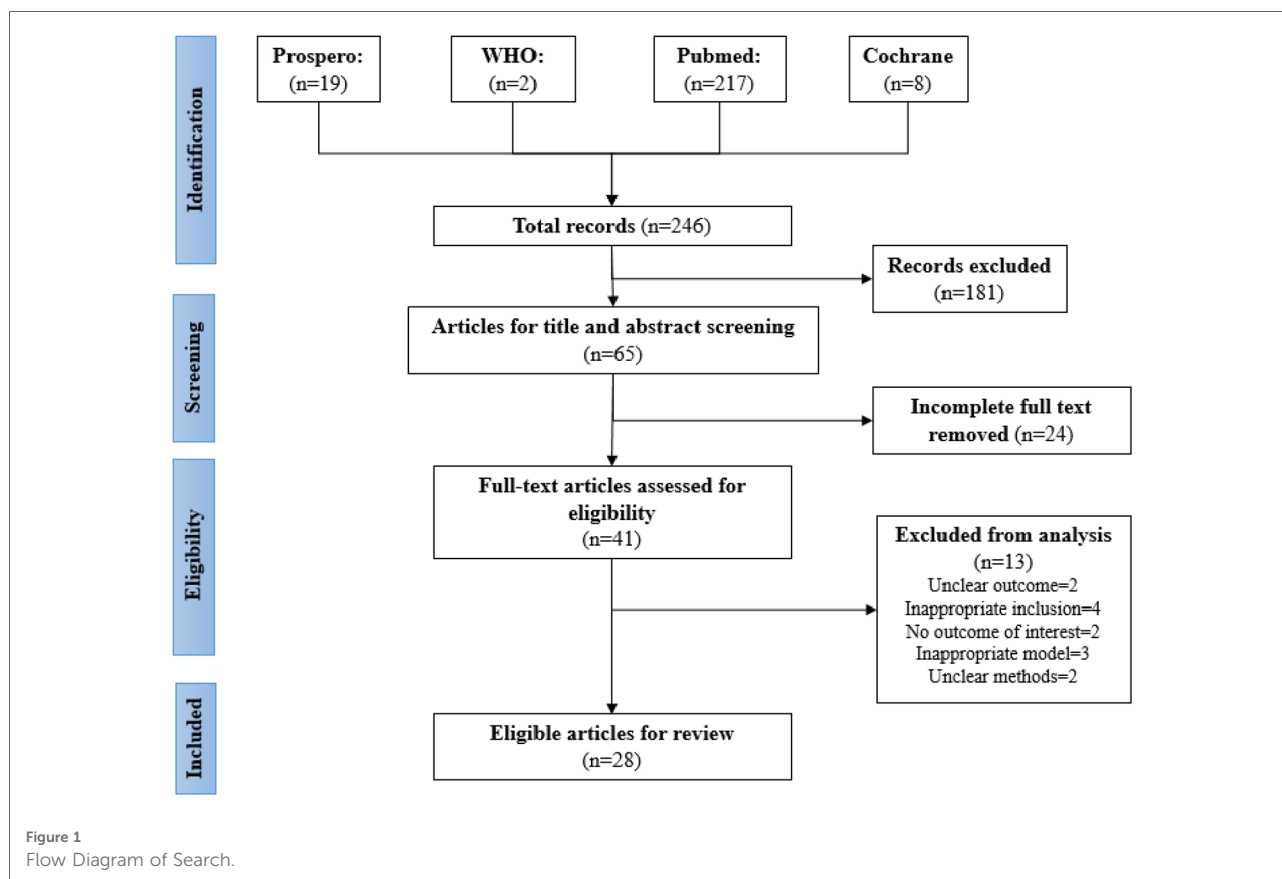 Identification
Prospero:
(n=19)
WHO:
(n=2)
Pubmed:
(n=217)
Cochrane
(n=8)
Total records (n=246)
Records excluded
(n=181)
Screening
Articles for title and abstract screening
(n=65)
Incomplete full text
removed (n=24)
Eligibility
Full-text articles assessed for
eligibility
(n=41)
Excluded from analysis
(n=13)
Unclear outcome=2
Inappropriate inclusion=4
No outcome of interest=2
Inappropriate model=3
Unclear methods=2
Included
Eligible articles for review
(n=28)
Figure 1
Flow Diagram of Search.